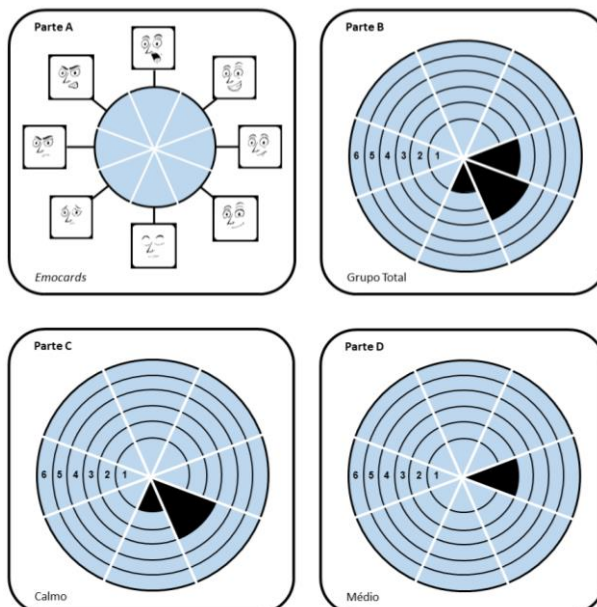 Parte A
Emocards
Parte B
6 5 4 3 2 1
Grupo Total
Parte C
6 5 4 3 2 1
Calmo
Parte D
6 5 4 3 2 1
Médio